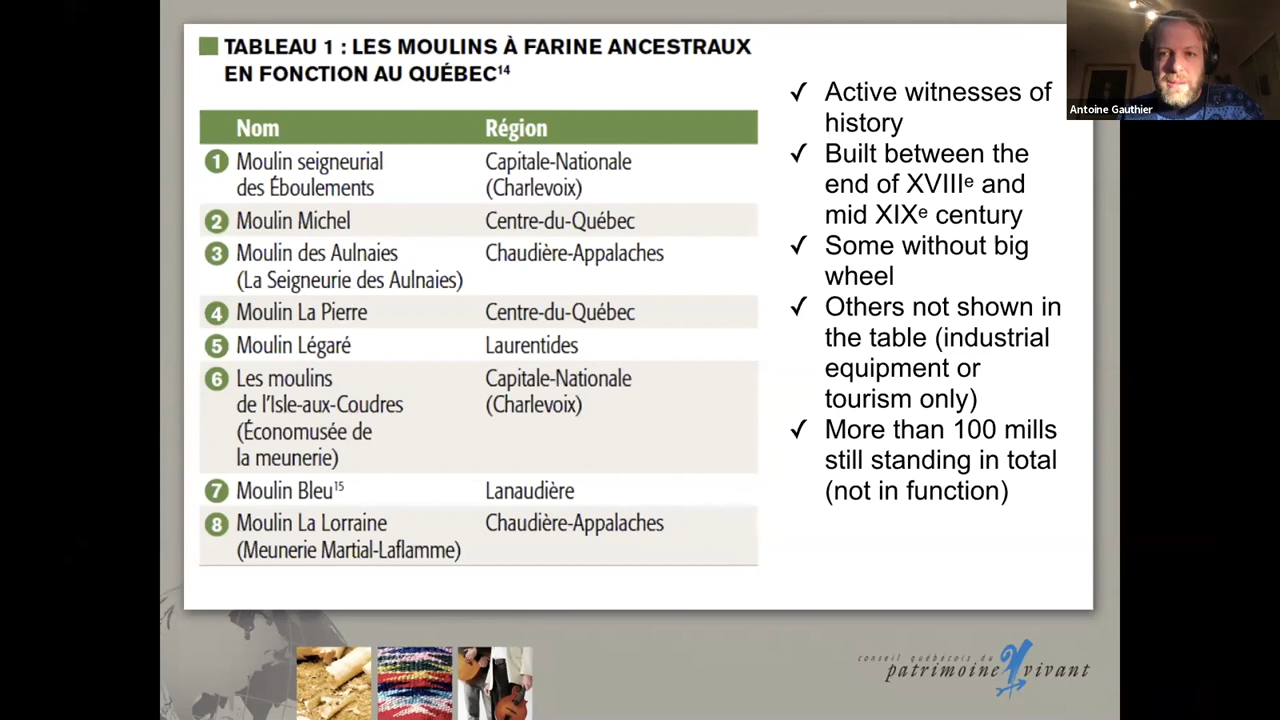 TABLEAU 1 : LES MOULINS À FARINE ANCESTRAUX
EN FONCTION AU QUÉBEC14
Nom Région
1 Moulin seigneurial Capitale-Nationale
des Éboulements (Charlevoix)
2 Moulin Michel Centre-du-Québec
3 Moulin des Aulnaies Chaudière-Appalaches
(La Seigneurie des Aulnaies)
4 Moulin La Pierre Centre-du-Québec
5 Moulin Légaré Laurentides
6 Les moulins Capitale-Nationale
de l'Isle-aux-Coudres (Charlevoix)
(Économusée de
la meunerie)
7 Moulin Bleu15 Lanaudière
8 Moulin La Lorraine Chaudière-Appalaches
(Meunerie Martial-Laflamme)
✓ Active witnesses of
history
✓ Built between the
end of XVIIIe and
mid XIXe century
✓ Some without big
wheel
✓ Others not shown in
the table (industrial
equipment or
tourism only)
✓ More than 100 mills
still standing in total
(not in function)
Antoine Gauthier
conseil québécois du
patrimoine vivant